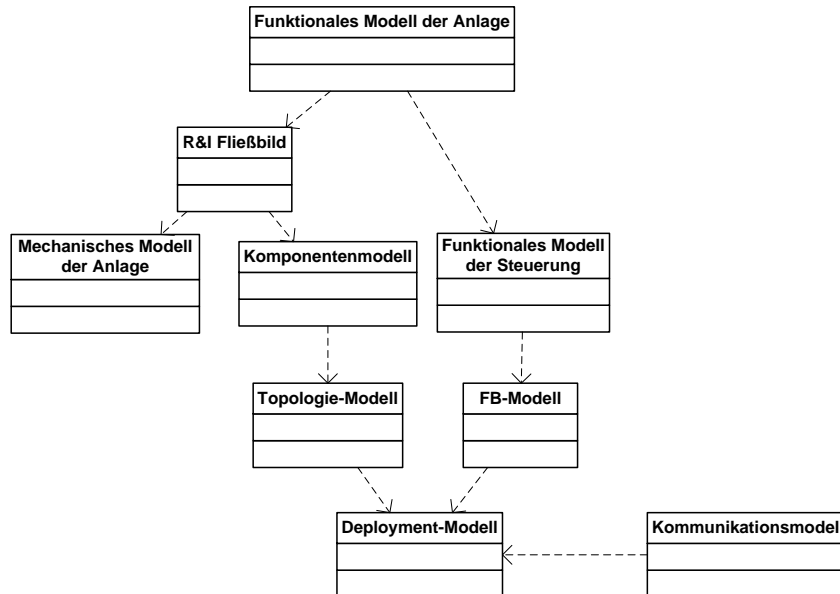 Funktionales Modell der Anlage
R&I Fließbild
Mechanisches Modell
der Anlage
Komponentenmodell
Funktionales Modell
der Steuerung
Topologie-Modell
FB-Modell
Deployment-Modell
Kommunikationsmodel